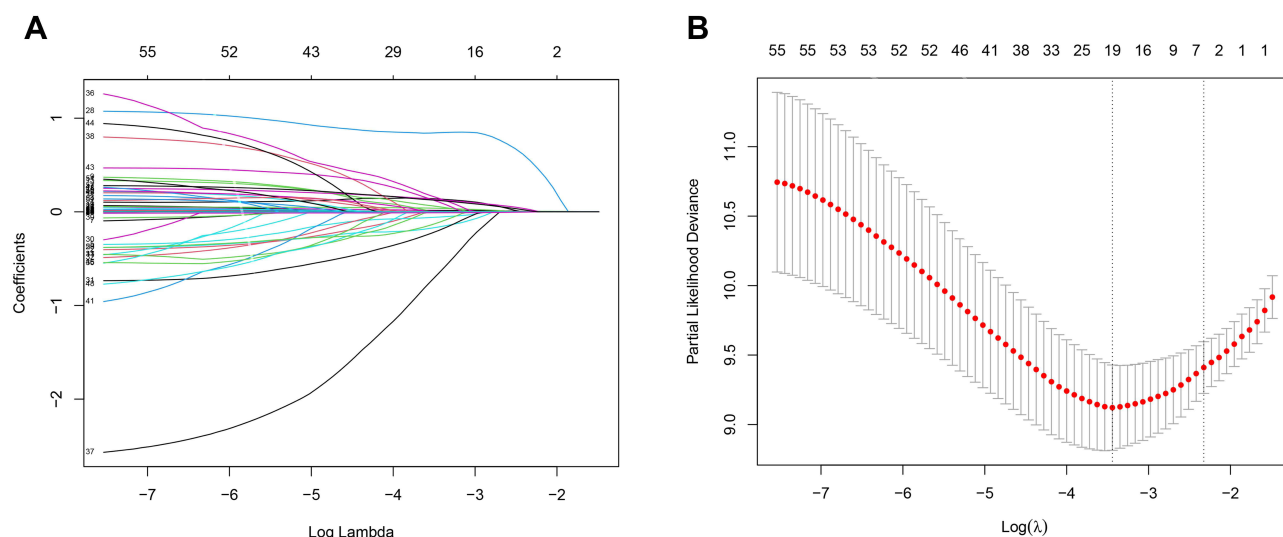 A
55 52 43 29 16 2
Coefficients
1
0
−1
−2
36
28
44
38
43
30
31
41
37
−7 −6 −5 −4 −3 −2
Log Lambda
B
55 55 53 53 52 52 46 41 38 33 25 19 16 9 7 2 1 1
Partial Likelihood Deviance
11.0
10.5
10.0
9.5
9.0
−7 −6 −5 −4 −3 −2
Log(λ)